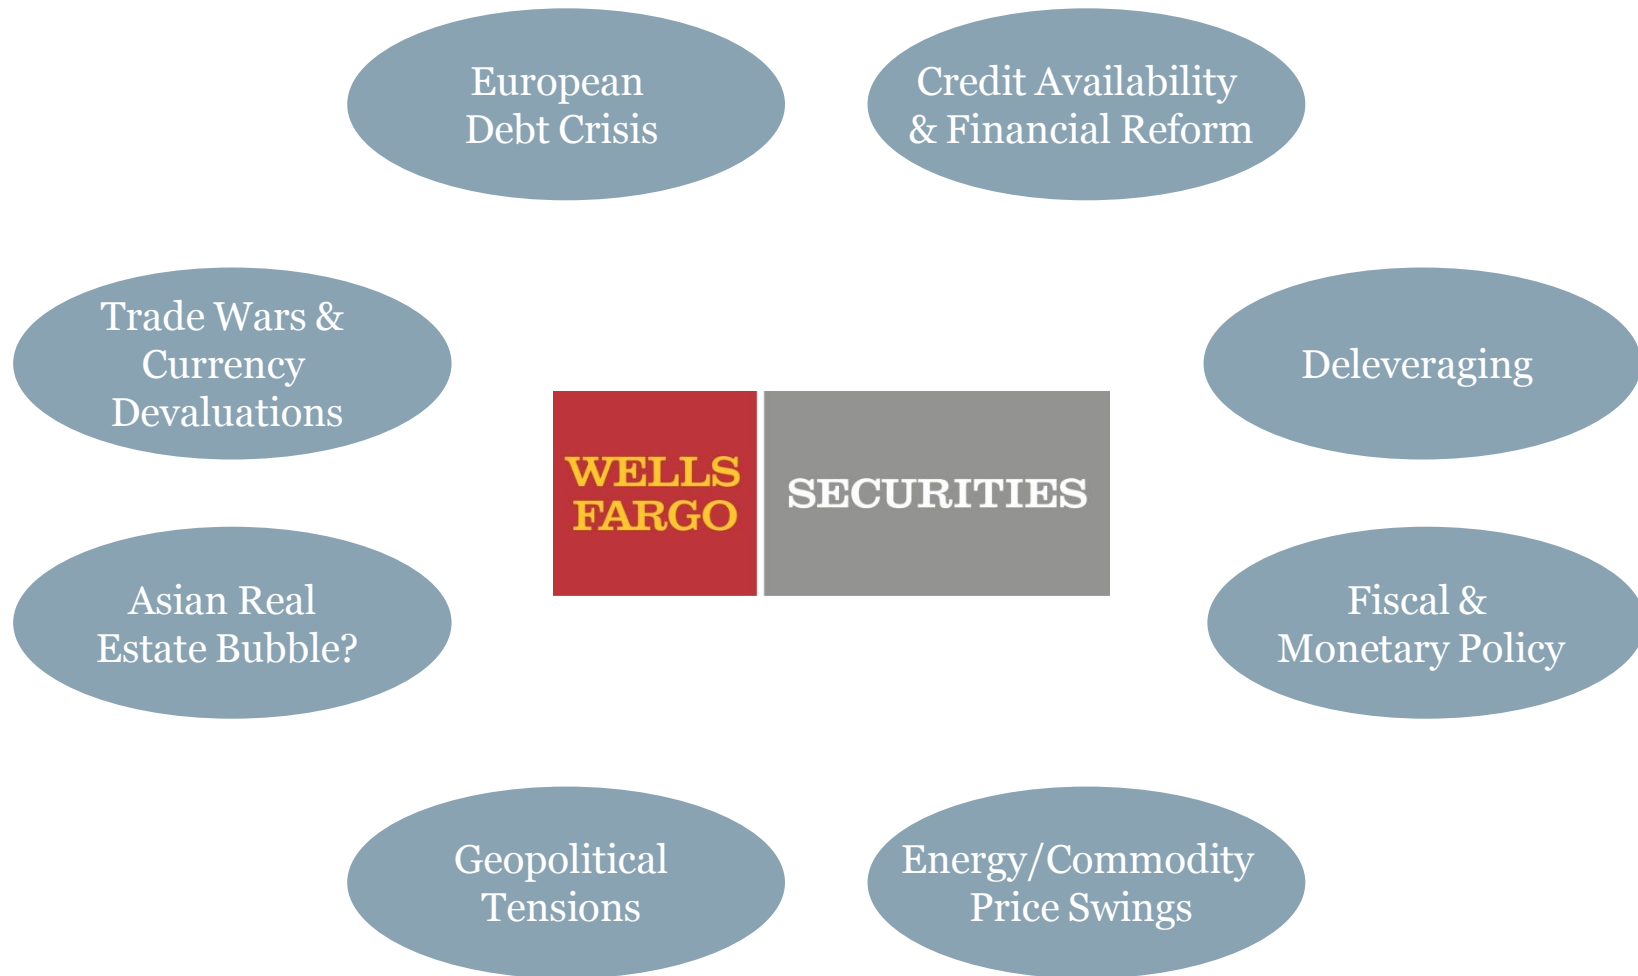 European
Debt Crisis
Credit Availability
& Financial Reform
Trade Wars &
Currency
Devaluations
Deleveraging
WELLS
FARGO
SECURITIES
Asian Real
Estate Bubble?
Fiscal &
Monetary Policy
Geopolitical
Tensions
Energy/Commodity
Price Swings